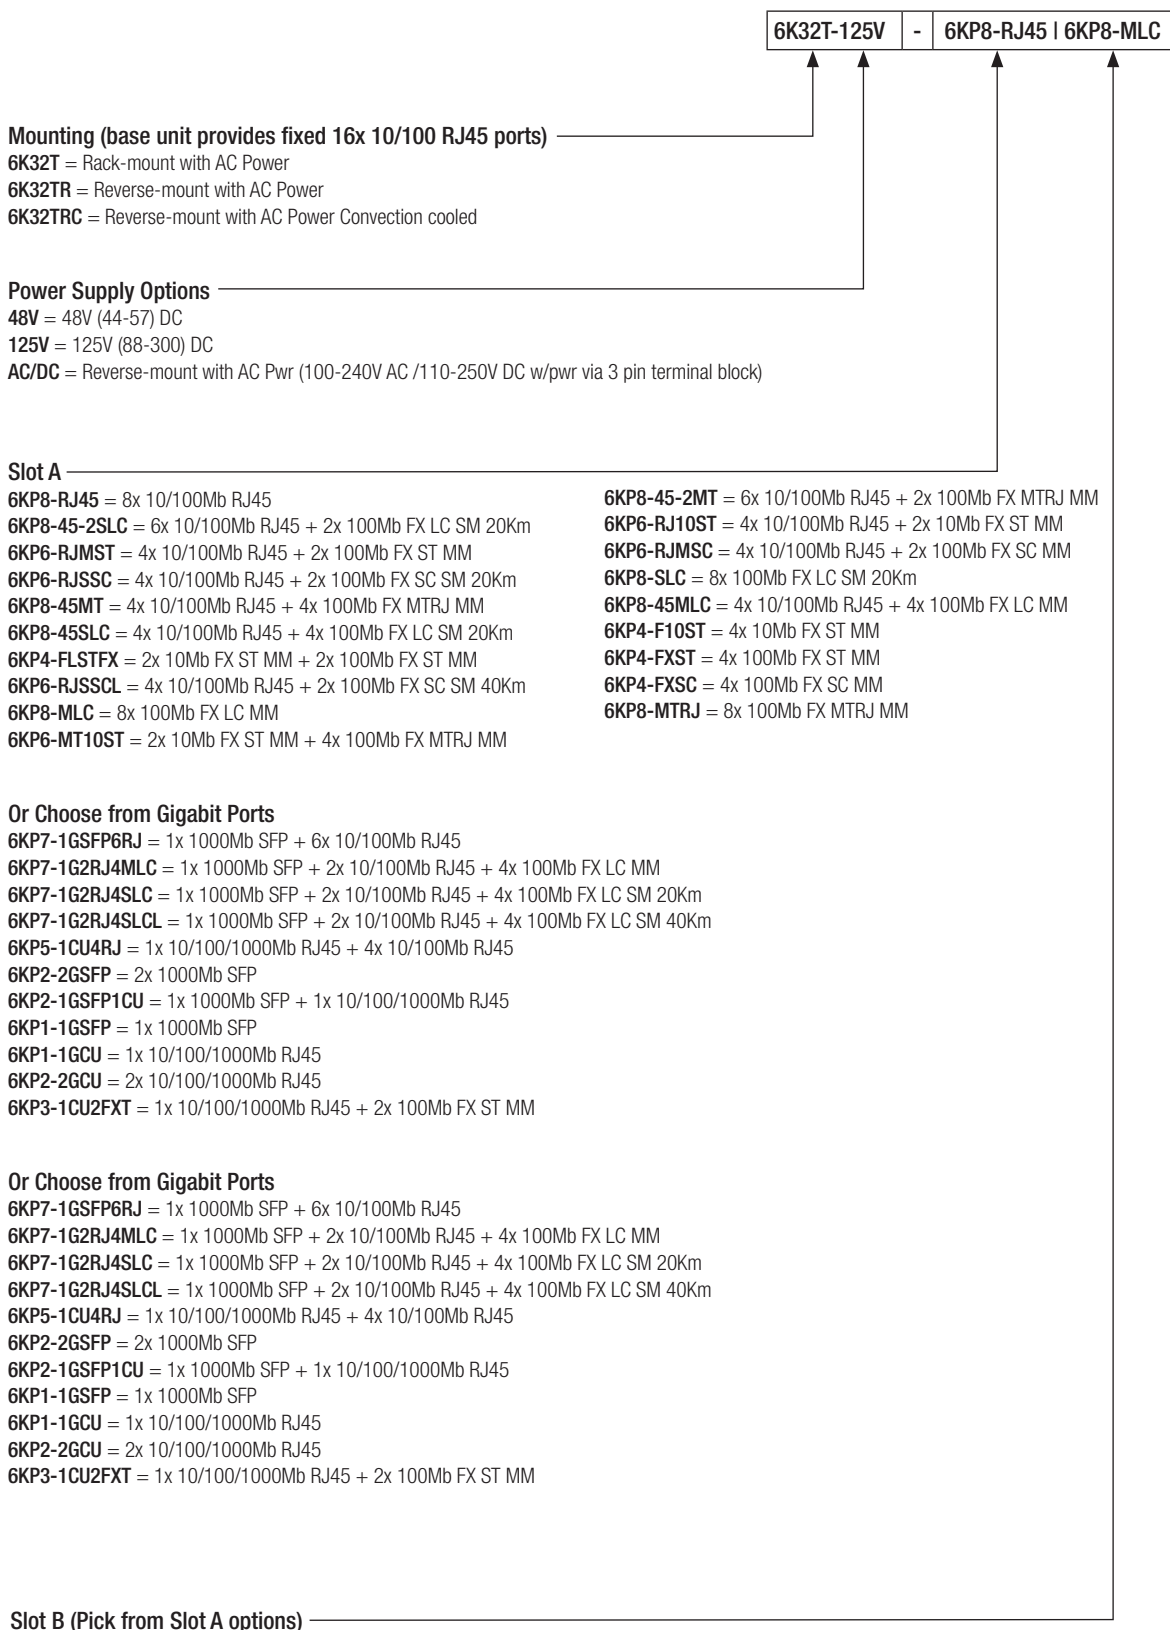 6K32T-125V - 6KP8-RJ45 | 6KP8-MLC
Mounting (base unit provides fixed 16x 10/100 RJ45 ports)
6K32T = Rack-mount with AC Power
6K32TR = Reverse-mount with AC Power
6K32TRC = Reverse-mount with AC Power Convection cooled
Power Supply Options
48V = 48V (44-57) DC
125V = 125V (88-300) DC
AC/DC = Reverse-mount with AC Pwr (100-240V AC /110-250V DC w/pwr via 3 pin terminal block)
Slot A
6KP8-RJ45 = 8x 10/100Mb RJ45
6KP8-45-2SLC = 6x 10/100Mb RJ45 + 2x 100Mb FX LC SM 20Km
6KP6-RJMST = 4x 10/100Mb RJ45 + 2x 100Mb FX ST MM
6KP6-RJSSC = 4x 10/100Mb RJ45 + 2x 100Mb FX SC SM 20Km
6KP8-45MT = 4x 10/100Mb RJ45 + 4x 100Mb FX MTRJ MM
6KP8-45SLC = 4x 10/100Mb RJ45 + 4x 100Mb FX LC SM 20Km
6KP4-FLSTFX = 2x 10Mb FX ST MM + 2x 100Mb FX ST MM
6KP6-RJSSCL = 4x 10/100Mb RJ45 + 2x 100Mb FX SC SM 40Km
6KP8-MLC = 8x 100Mb FX LC MM
6KP6-MT10ST = 2x 10Mb FX ST MM + 4x 100Mb FX MTRJ MM
6KP8-45-2MT = 6x 10/100Mb RJ45 + 2x 100Mb FX MTRJ MM
6KP6-RJ10ST = 4x 10/100Mb RJ45 + 2x 10Mb FX ST MM
6KP6-RJMSC = 4x 10/100Mb RJ45 + 2x 100Mb FX SC MM
6KP8-SLC = 8x 100Mb FX LC SM 20Km
6KP8-45MLC = 4x 10/100Mb RJ45 + 4x 100Mb FX LC MM
6KP4-F10ST = 4x 10Mb FX ST MM
6KP4-FXST = 4x 100Mb FX ST MM
6KP4-FXSC = 4x 100Mb FX SC MM
6KP8-MTRJ = 8x 100Mb FX MTRJ MM
Or Choose from Gigabit Ports
6KP7-1GSFP6RJ = 1x 1000Mb SFP + 6x 10/100Mb RJ45
6KP7-1G2RJ4MLC = 1x 1000Mb SFP + 2x 10/100Mb RJ45 + 4x 100Mb FX LC MM
6KP7-1G2RJ4SLC = 1x 1000Mb SFP + 2x 10/100Mb RJ45 + 4x 100Mb FX LC SM 20Km
6KP7-1G2RJ4SLCL = 1x 1000Mb SFP + 2x 10/100Mb RJ45 + 4x 100Mb FX LC SM 40Km
6KP5-1CU4RJ = 1x 10/100/1000Mb RJ45 + 4x 10/100Mb RJ45
6KP2-2GSFP = 2x 1000Mb SFP
6KP2-1GSFP1CU = 1x 1000Mb SFP + 1x 10/100/1000Mb RJ45
6KP1-1GSFP = 1x 1000Mb SFP
6KP1-1GCU = 1x 10/100/1000Mb RJ45
6KP2-2GCU = 2x 10/100/1000Mb RJ45
6KP3-1CU2FXT = 1x 10/100/1000Mb RJ45 + 2x 100Mb FX ST MM
Or Choose from Gigabit Ports
6KP7-1GSFP6RJ = 1x 1000Mb SFP + 6x 10/100Mb RJ45
6KP7-1G2RJ4MLC = 1x 1000Mb SFP + 2x 10/100Mb RJ45 + 4x 100Mb FX LC MM
6KP7-1G2RJ4SLC = 1x 1000Mb SFP + 2x 10/100Mb RJ45 + 4x 100Mb FX LC SM 20Km
6KP7-1G2RJ4SLCL = 1x 1000Mb SFP + 2x 10/100Mb RJ45 + 4x 100Mb FX LC SM 40Km
6KP5-1CU4RJ = 1x 10/100/1000Mb RJ45 + 4x 10/100Mb RJ45
6KP2-2GSFP = 2x 1000Mb SFP
6KP2-1GSFP1CU = 1x 1000Mb SFP + 1x 10/100/1000Mb RJ45
6KP1-1GSFP = 1x 1000Mb SFP
6KP1-1GCU = 1x 10/100/1000Mb RJ45
6KP2-2GCU = 2x 10/100/1000Mb RJ45
6KP3-1CU2FXT = 1x 10/100/1000Mb RJ45 + 2x 100Mb FX ST MM
Slot B (Pick from Slot A options)